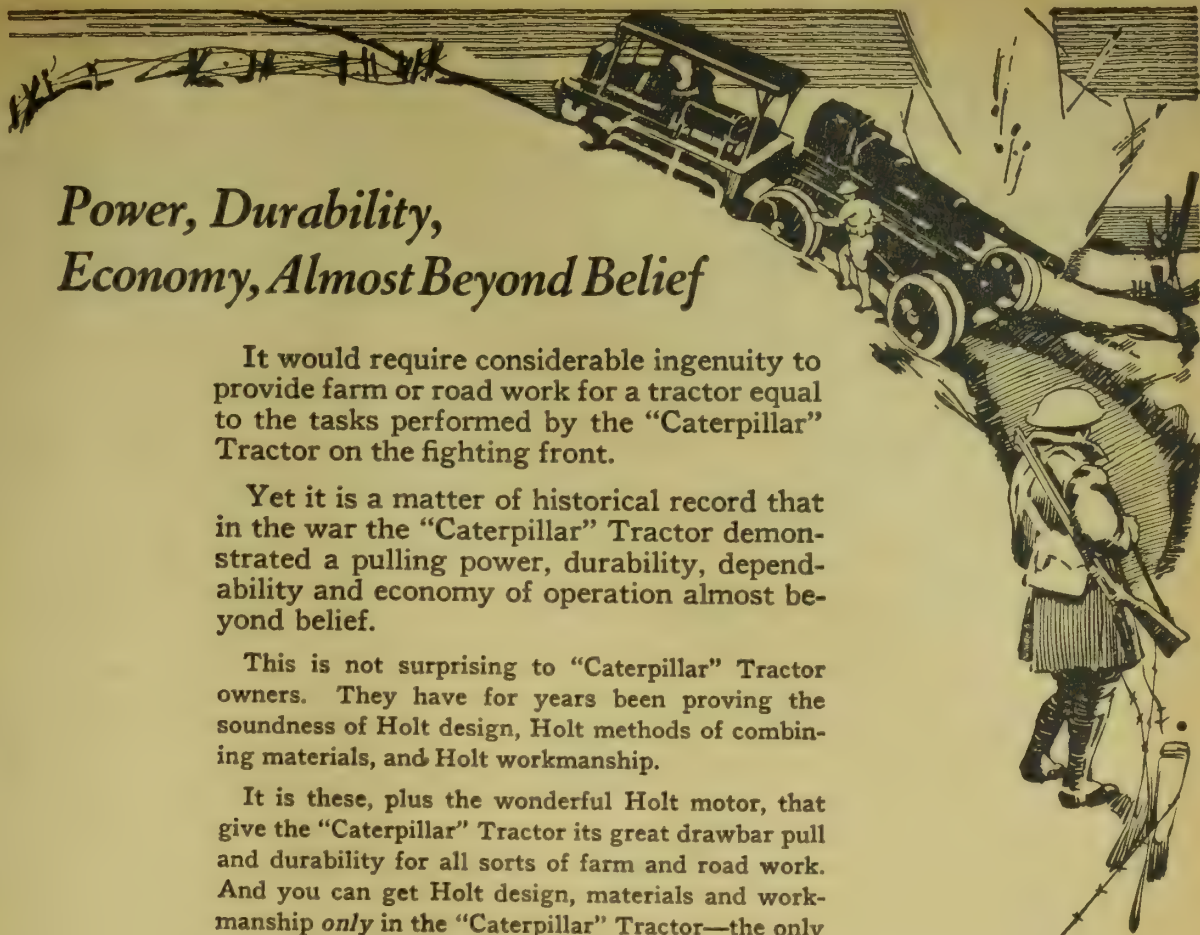 Power, Durability,
Economy, Almost Beyond Belief
It would require considerable ingenuity to
provide farm or road work for a tractor equal
to the tasks performed by the “Caterpillar”
Tractor on the fighting front.
Yet it is a matter of historical record that
in the war the “Caterpillar” Tractor demon-
strated a pulling power, durability, depend-
ability and economy of operation almost be-
yond belief.
This is not surprising to “Caterpillar” Tractor
owners. They have for years been proving the
soundness of Holt design, Holt methods of combin-
ing materials, and Holt workmanship.
It is these, plus the wonderful Holt motor, that
give the “Caterpillar” Tractor its great drawbar pull
and durability for all sorts of farm and road work.
And you can get Holt design, materials and work-
manship only in the “Caterpillar” Tractor—the only